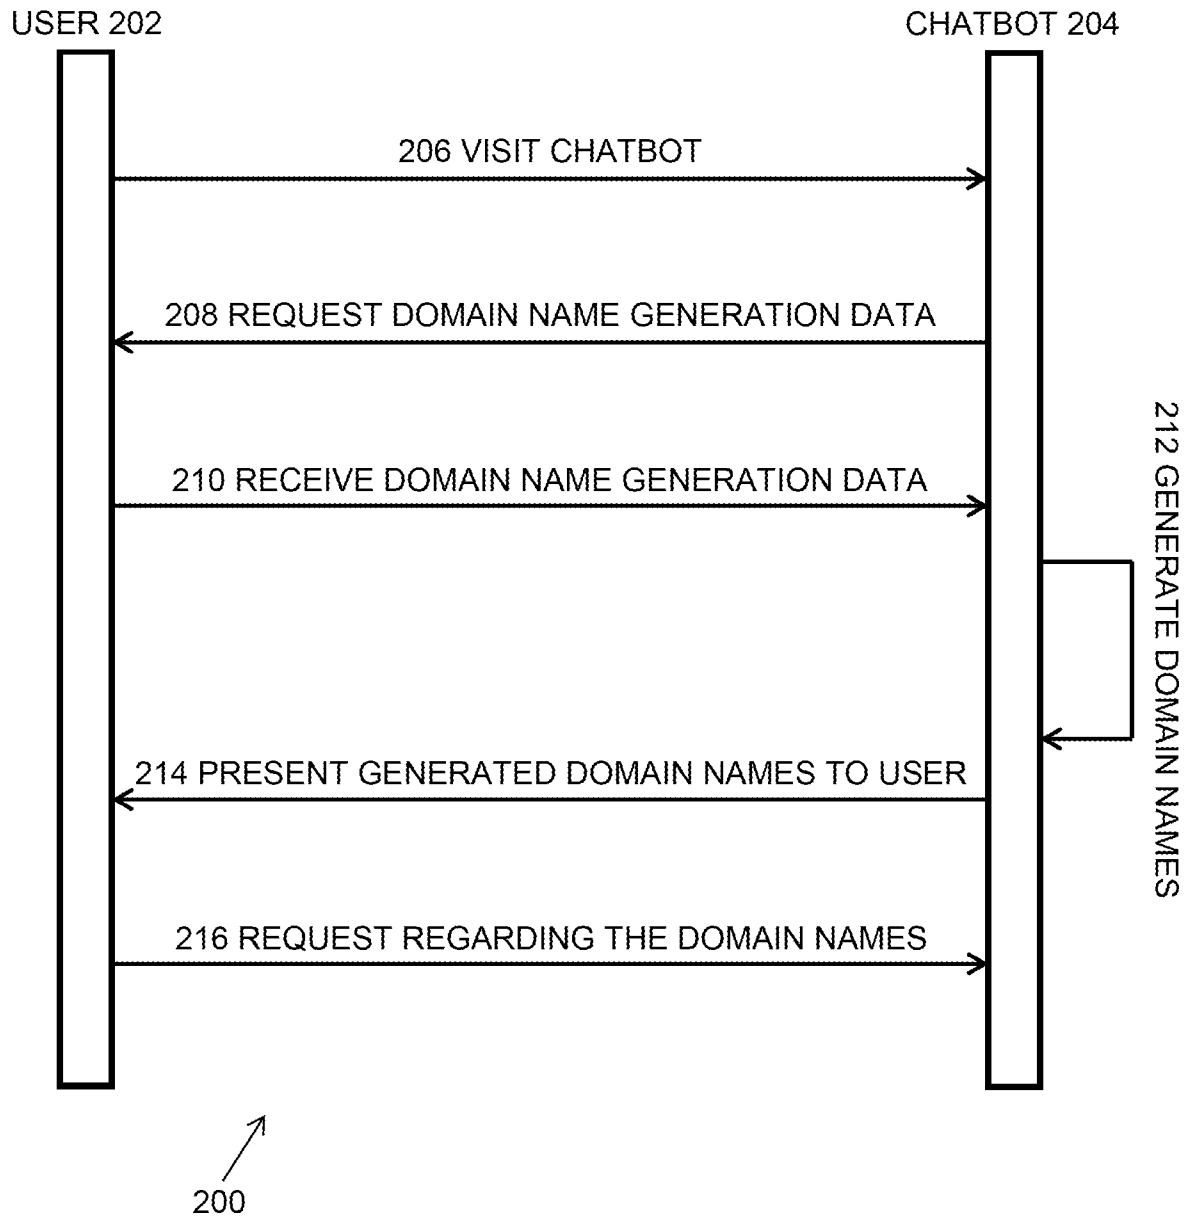 USER 202
CHATBOT 204
206 VISIT CHATBOT
208 REQUEST DOMAIN NAME GENERATION DATA
210 RECEIVE DOMAIN NAME GENERATION DATA
212 GENERATE DOMAIN NAMES
214 PRESENT GENERATED DOMAIN NAMES TO USER
216 REQUEST REGARDING THE DOMAIN NAMES
200